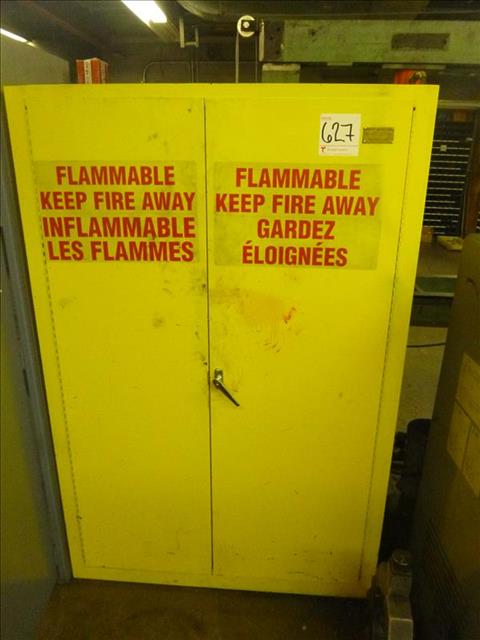 627
FLAMMABLE
KEEP FIRE AWAY
INFLAMMABLE
LES FLAMMES
FLAMMABLE
KEEP FIRE AWAY
GARDEZ
ÉLOIGNÉES